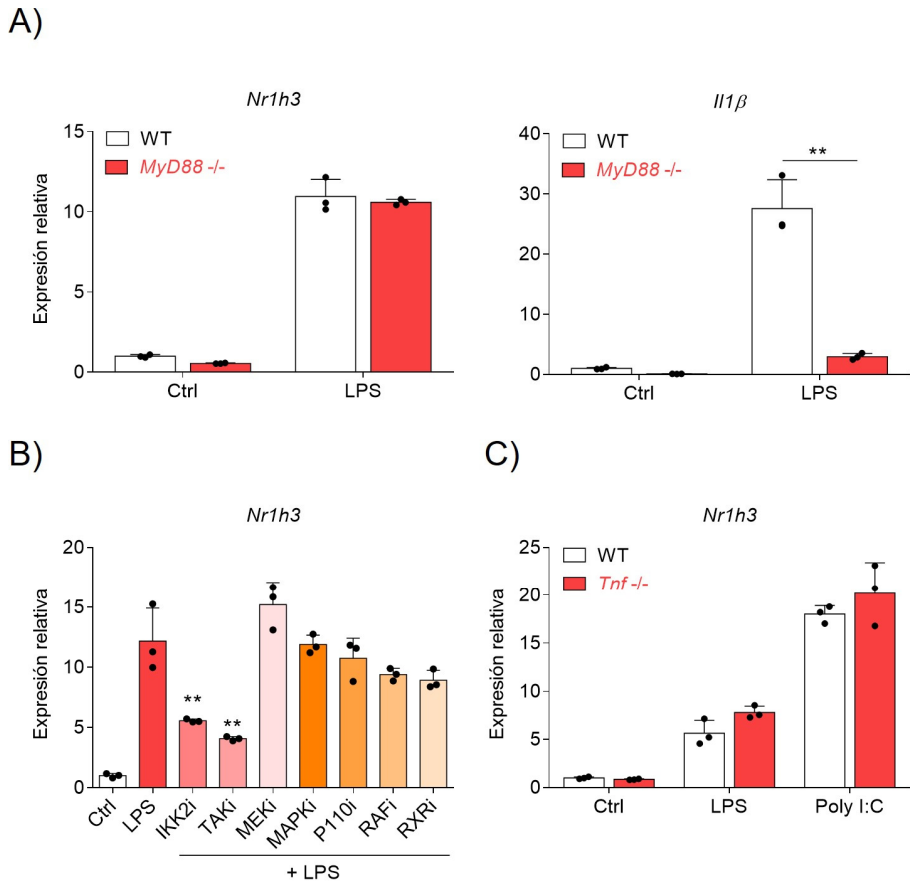 A)
Nr1h3
Expresión relativa
15
10
5
0
WT
MyD88 -/-
Ctrl
LPS
Il1β
40
30
20
10
0
WT
MyD88 -/-
**
Ctrl
LPS
B)
Nr1h3
Expresión relativa
20
15
10
5
0
**
**
Ctrl
LPS
IKK2i
TAKi
MEKi
MAPKi
P110i
RAFi
RXRi
+ LPS
C)
Nr1h3
Expresión relativa
25
20
15
10
5
0
WT
Tnf -/-
Ctrl
LPS
Poly I:C